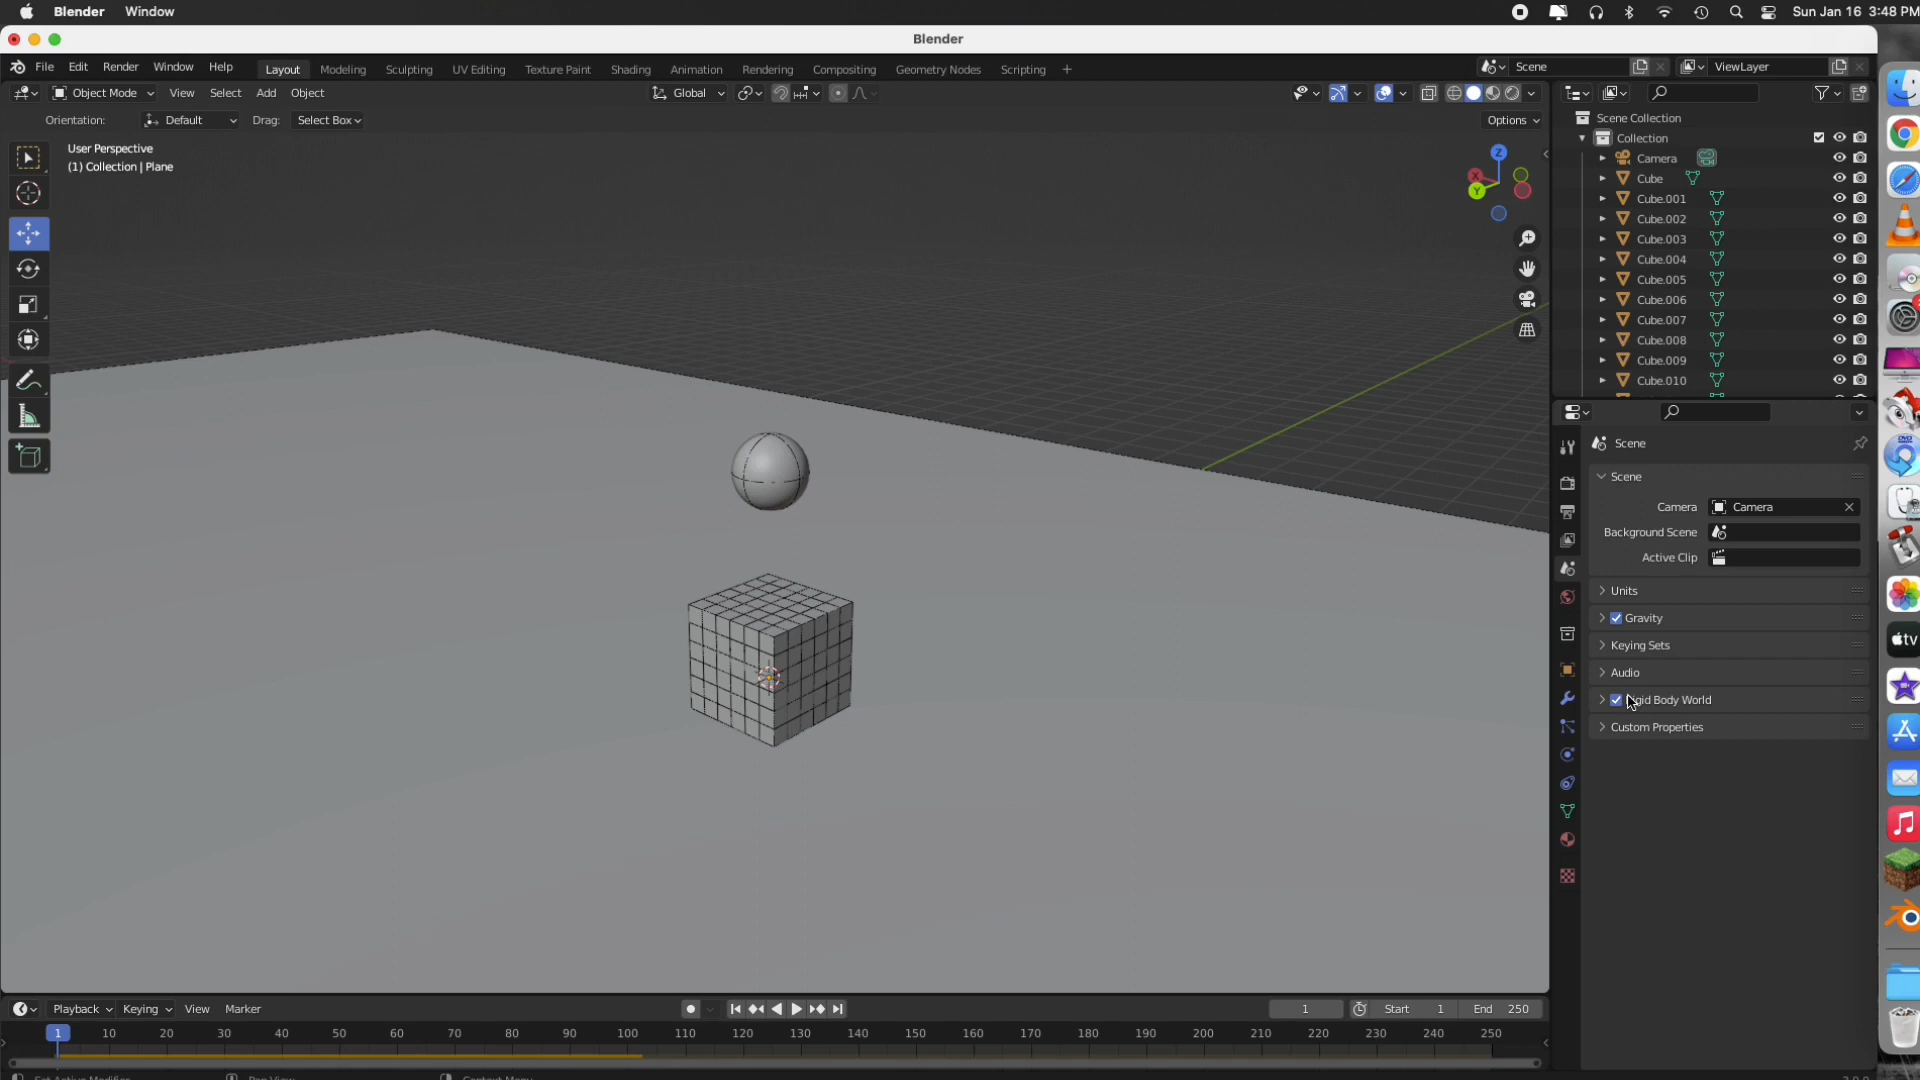 Blender Window Sun Jan 16 3:48 PM
Blender
File Edit Render Window Help Layout Modeling Sculpting UV Editing Texture Paint Shading Animation Rendering Compositing Geometry Nodes Scripting + Scene ViewLayer
Object Mode View Select Add Object Global
Orientation: Default Drag: Select Box Options
User Perspective
(1) Collection | Plane
Z
X
Y
Scene Collection
Collection
Camera
Cube
Cube.001
Cube.002
Cube.003
Cube.004
Cube.005
Cube.006
Cube.007
Cube.008
Cube.009
Cube.010
Scene
Scene
Camera Camera
Background Scene
Active Clip
Units
Gravity
Keying Sets
Audio
gid Body World
Custom Properties
tv
Playback Keying View Marker 1 Start 1 End 250
1 10 20 30 40 50 60 70 80 90 100 110 120 130 140 150 160 170 180 190 200 210 220 230 240 250